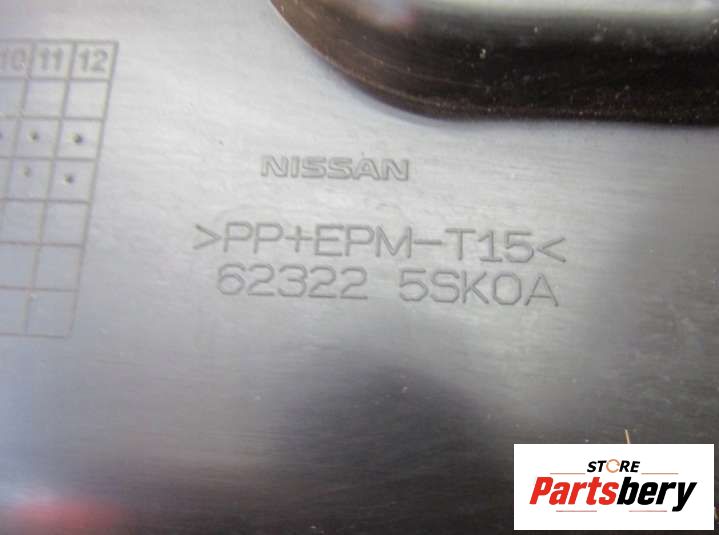 10 11 12
NISSAN
>PP+EPM-T15<
62322 5SK0A
STORE
Partsbery